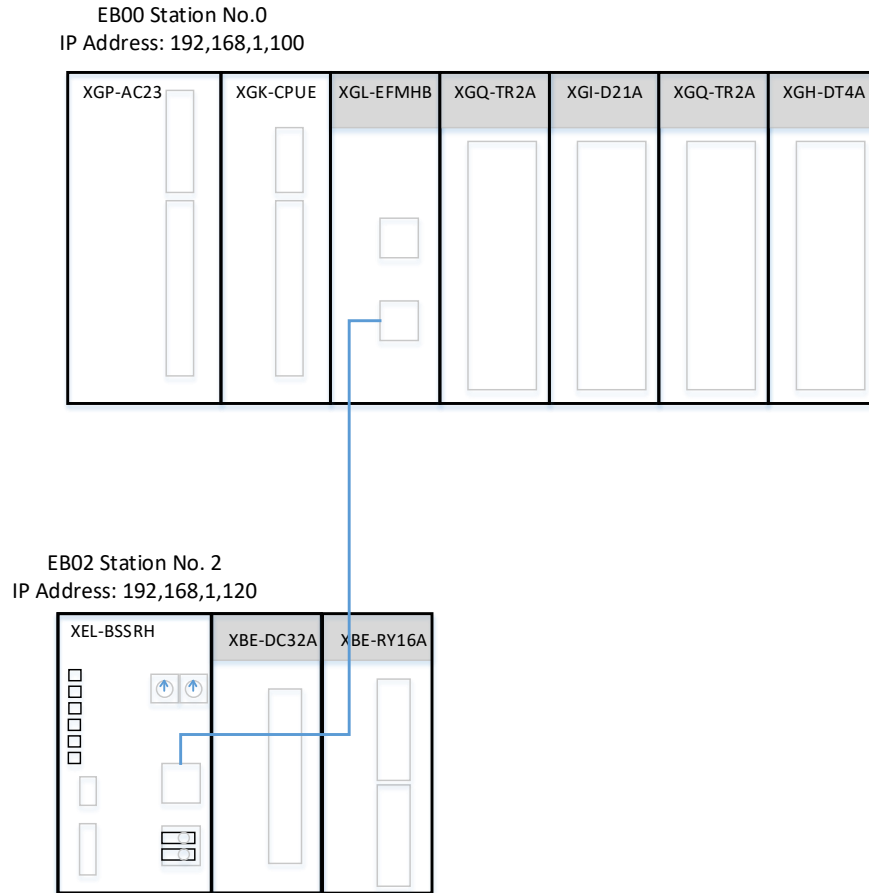 EB00 Station No.0
IP Address: 192,168,1,100
XGP-AC23 XGK-CPUE XGL-EFMHB XGQ-TR2A XGI-D21A XGQ-TR2A XGH-DT4A
EB02 Station No. 2
IP Address: 192,168,1,120
XEL-BSSRH XBE-DC32A XBE-RY16A